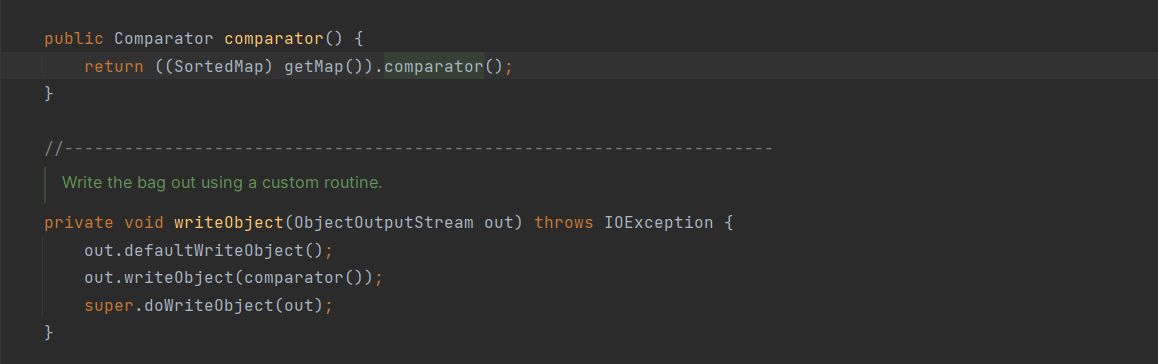 public Comparator comparator() {
return ((SortedMap) getMap()).comparator();
}
//-----------------------------------------------------------------------
Write the bag out using a custom routine.
private void writeObject(ObjectOutputStream out) throws IOException {
out.defaultWriteObject();
out.writeObject(comparator());
super.doWriteObject(out);
}